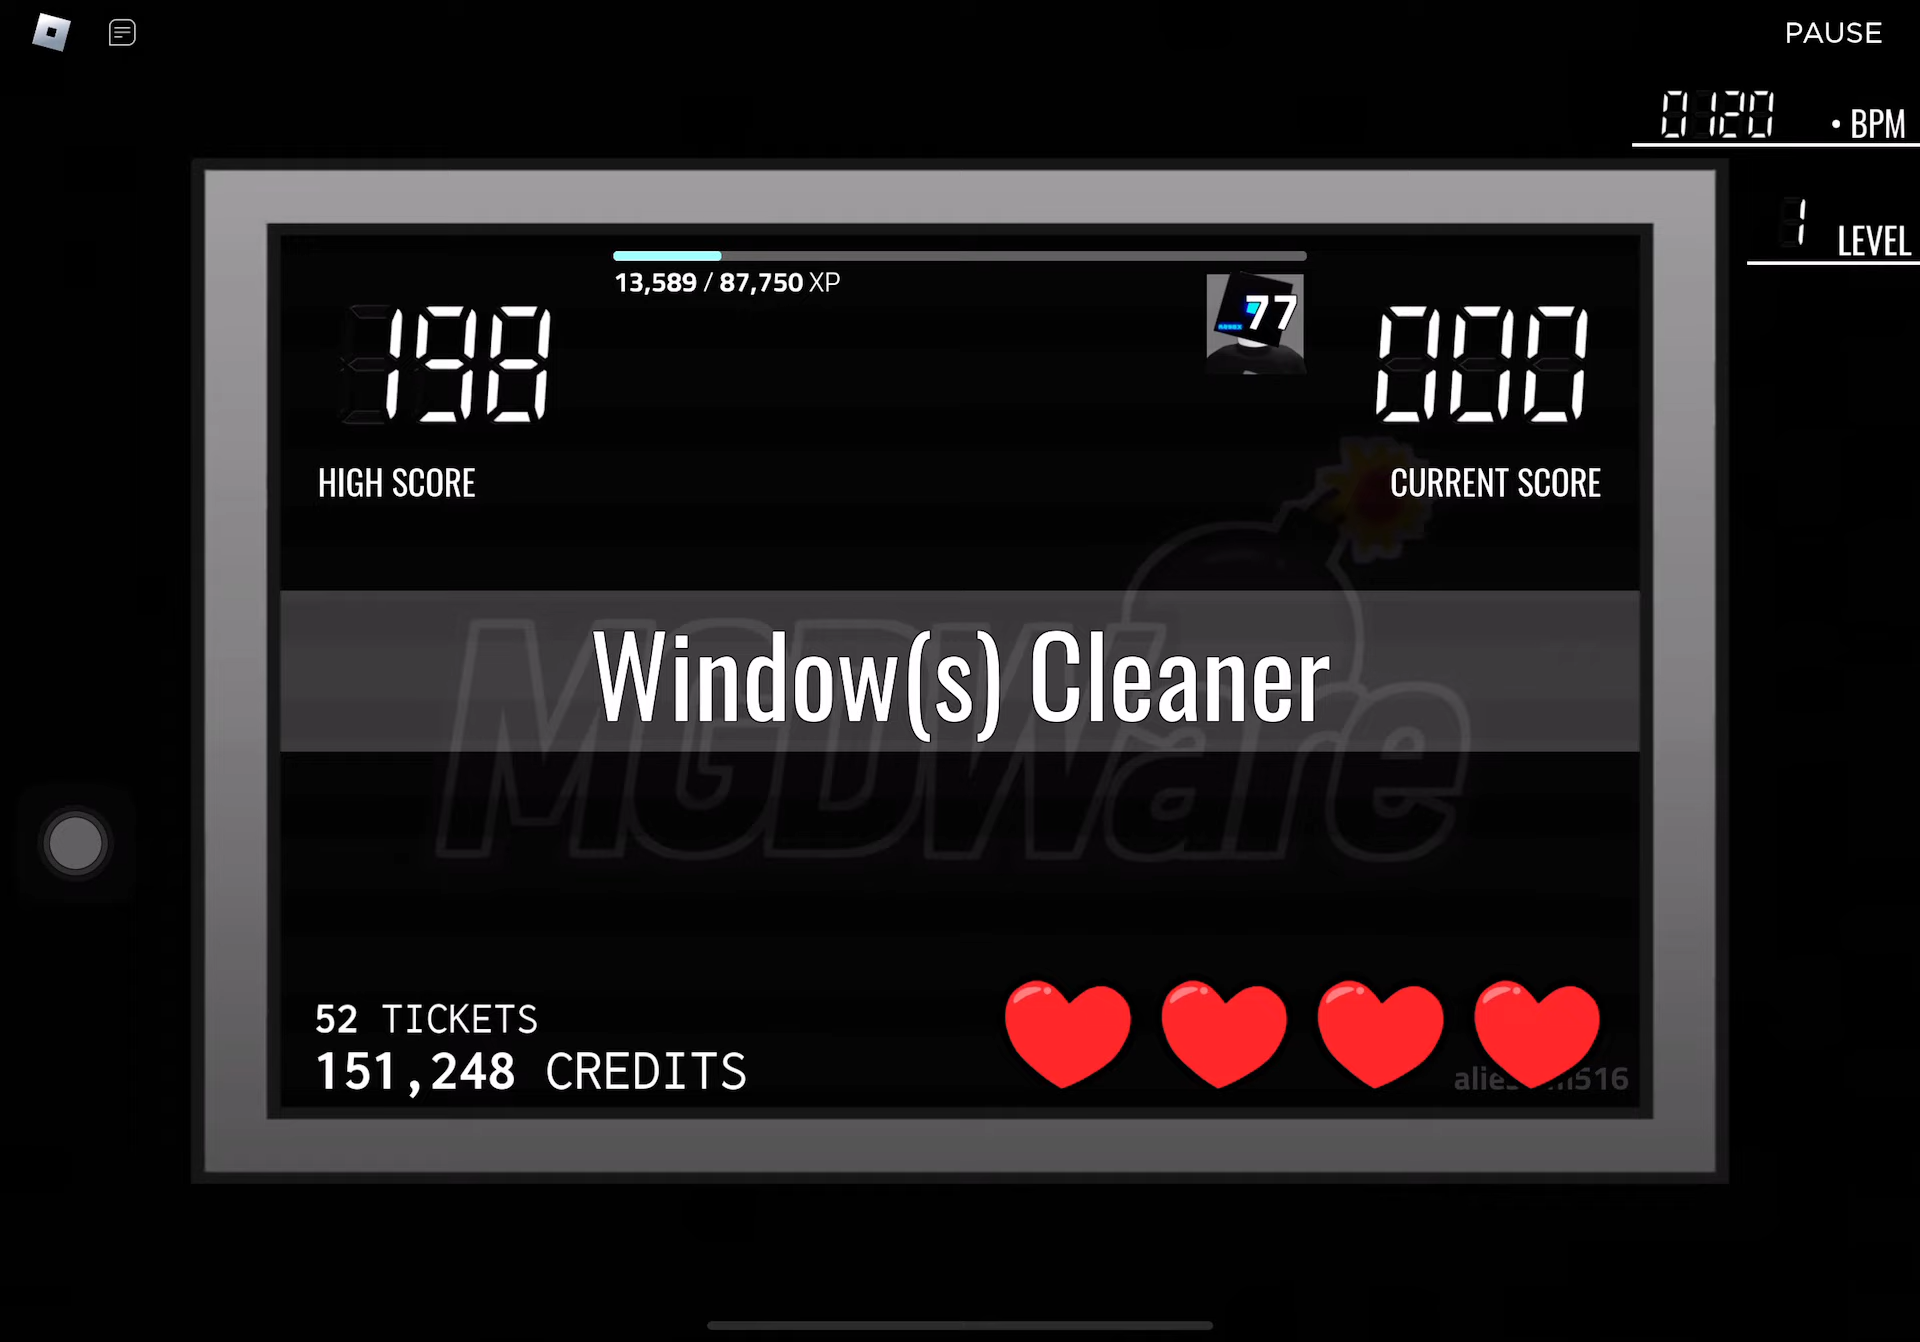 PAUSE
0120 • BPM
1 LEVEL
13,589 / 87,750 XP
77
198
000
HIGH SCORE
CURRENT SCORE
MGDWare
Window(s) Cleaner
52 TICKETS
151,248 CREDITS